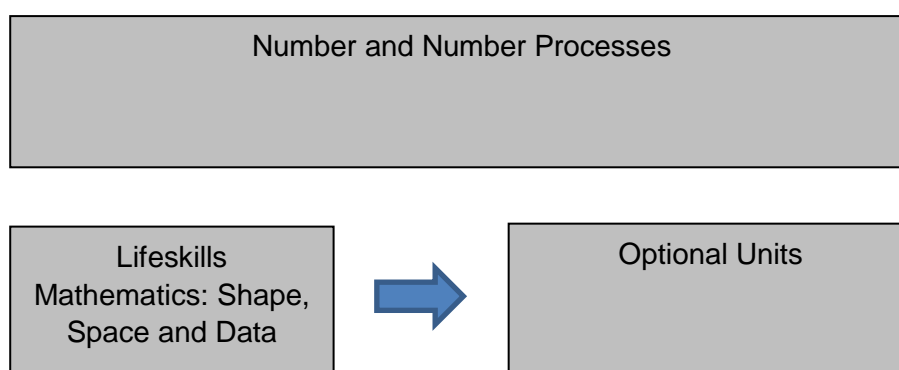 Number and Number Processes
Lifeskills
Mathematics: Shape,
Space and Data
Optional Units